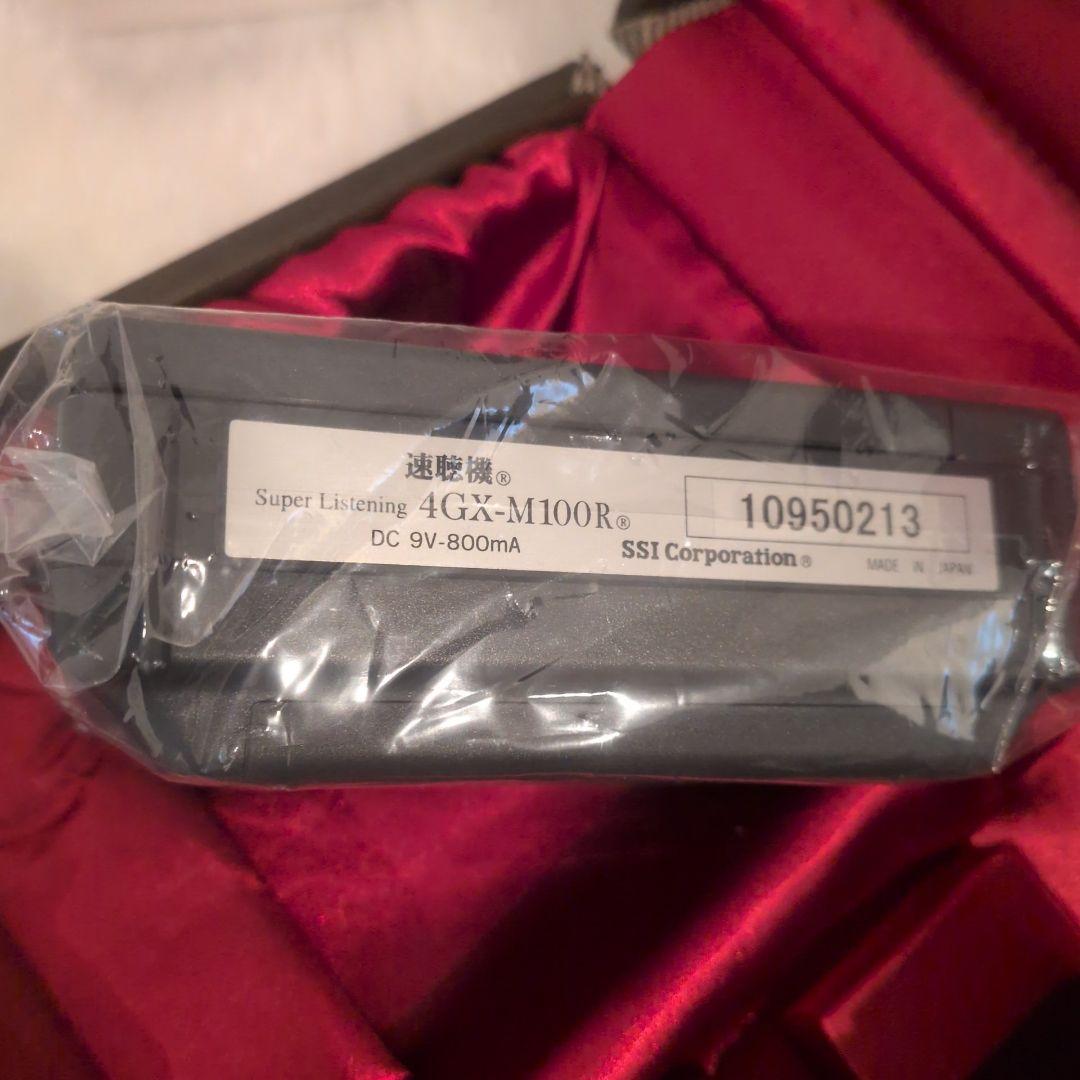 速聴機®
Super Listening 4GX-M100R®
10950213
DC 9V-800mA
SSI Corporation®
MADE IN JAPAN